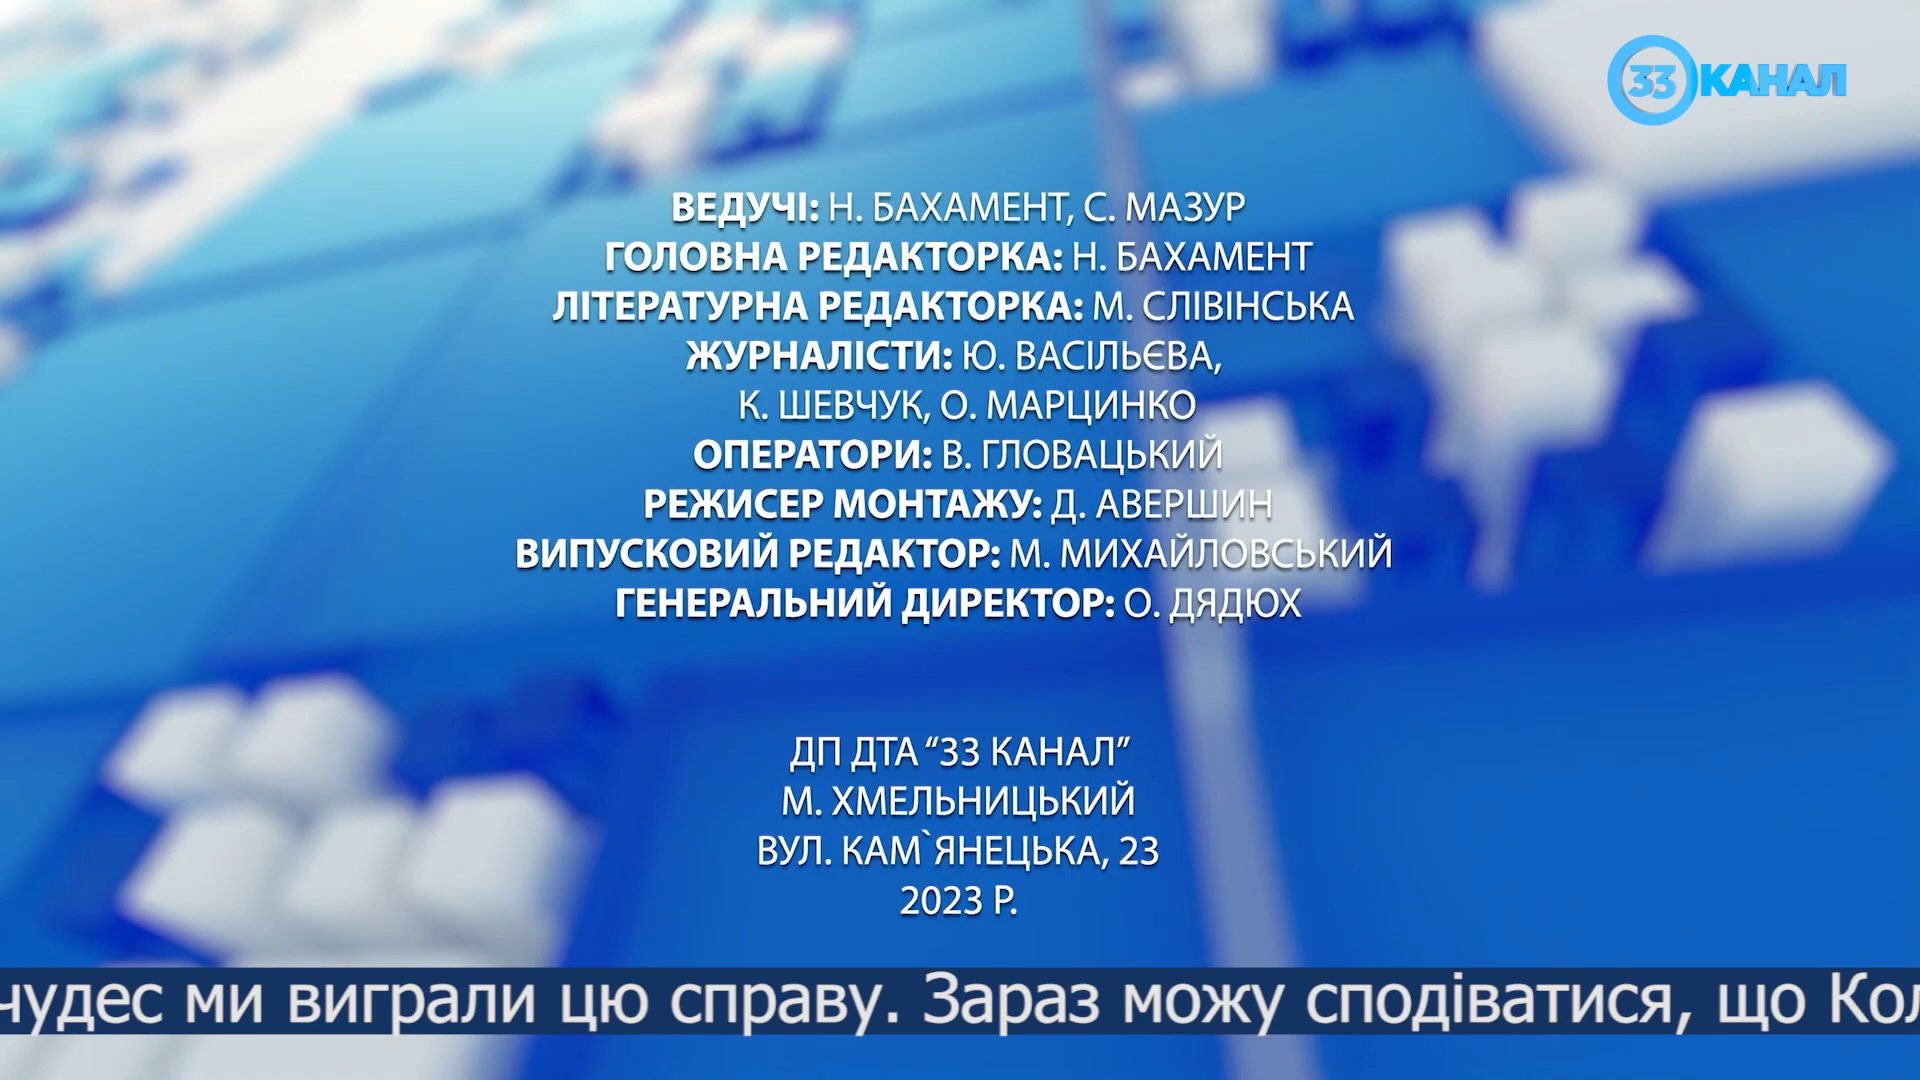 33 КАНАЛ
ВЕДУЧІ: Н. БАХАМЕНТ, С. МАЗУР
ГОЛОВНА РЕДАКТОРКА: Н. БАХАМЕНТ
ЛІТЕРАТУРНА РЕДАКТОРКА: М. СЛІВІНСЬКА
ЖУРНАЛІСТИ: Ю. ВАСІЛЬЄВА,
К. ШЕВЧУК, О. МАРЦИНКО
ОПЕРАТОРИ: В. ГЛОВАЦЬКИЙ
РЕЖИСЕР МОНТАЖУ: Д. АВЕРШИН
ВИПУСКОВИЙ РЕДАКТОР: М. МИХАЙЛОВСЬКИЙ
ГЕНЕРАЛЬНИЙ ДИРЕКТОР: О. ДЯДЮХ
ДП ДТА “33 КАНАЛ”
М. ХМЕЛЬНИЦЬКИЙ
ВУЛ. КАМ`ЯНЕЦЬКА, 23
2023 Р.
чудес ми виграли цю справу. Зараз можу сподіватися, що Кол